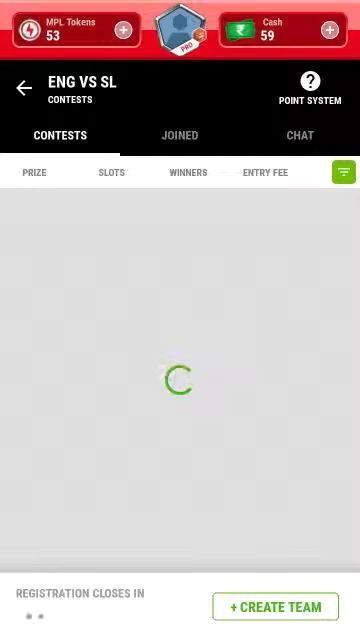 MPL Tokens
53
PRO
Cash
59
ENG VS SL
CONTESTS
?
POINT SYSTEM
CONTESTS JOINED CHAT
PRIZE SLOTS WINNERS ENTRY FEE
REGISTRATION CLOSES IN
+ CREATE TEAM